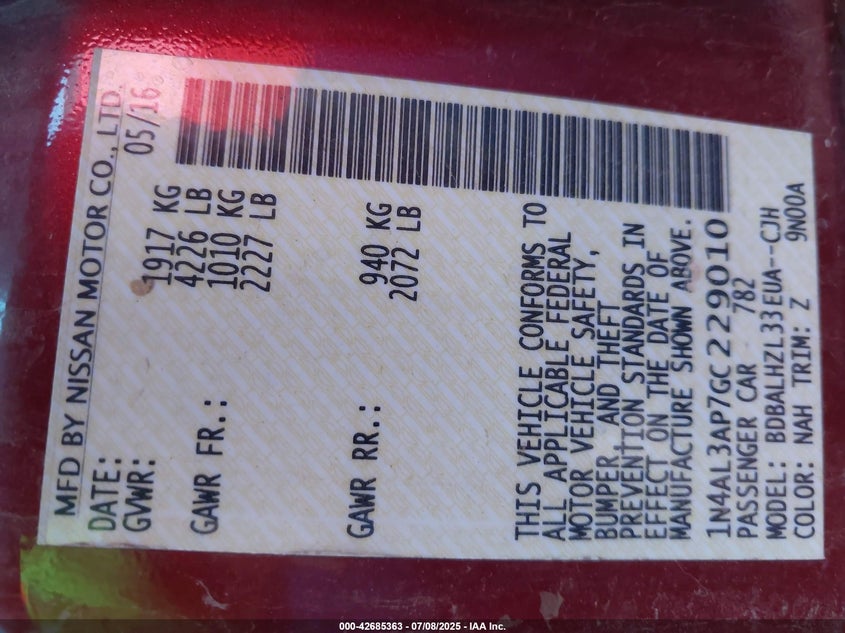 MFD BY NISSAN MOTOR CO., LTD.
DATE: 05/16
GVWR: 1917 KG
4226 LB
GAWR FR.: 1010 KG
2227 LB
GAWR RR.: 940 KG
2072 LB
THIS VEHICLE CONFORMS TO
ALL APPLICABLE FEDERAL
MOTOR VEHICLE SAFETY,
BUMPER, AND THEFT
PREVENTION STANDARDS IN
EFFECT ON THE DATE OF
MANUFACTURE SHOWN ABOVE.
1N4AL3AP7GC229010
PASSENGER CAR 782
MODEL: BDBALHZL33EUA--CJH
COLOR: NAH TRIM: Z 9N00A
000-42685363 - 07/08/2025 - IAA Inc.